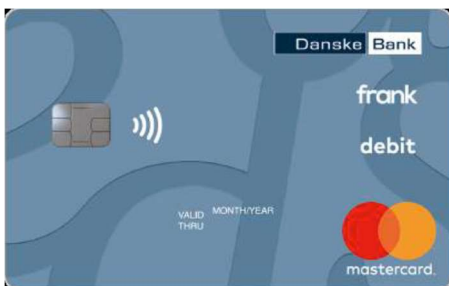 Danske Bank
frank
debit
VALID THRU MONTH/YEAR
mastercard.